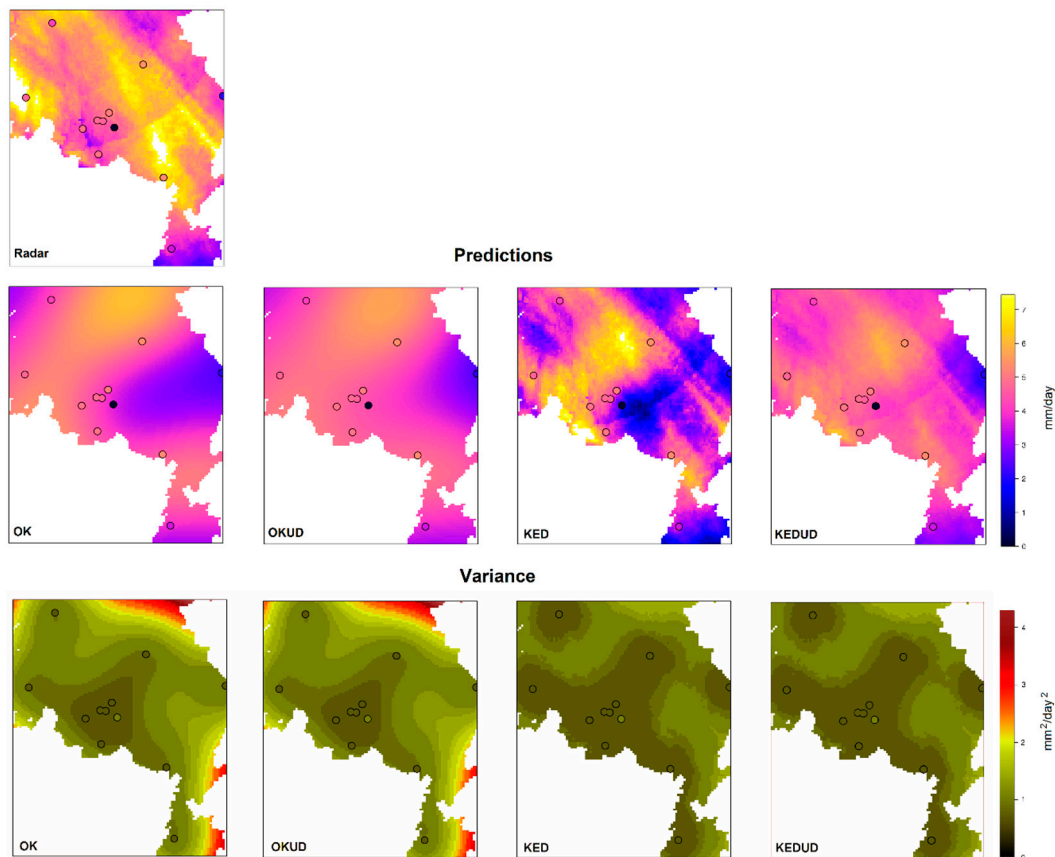 Radar
Predictions
OK
OKUD
KED
KEDUD
7
6
5
4
3
2
1
0
mm/day
Variance
OK
OKUD
KED
KEDUD
4
3
2
1
0
mm²/day²